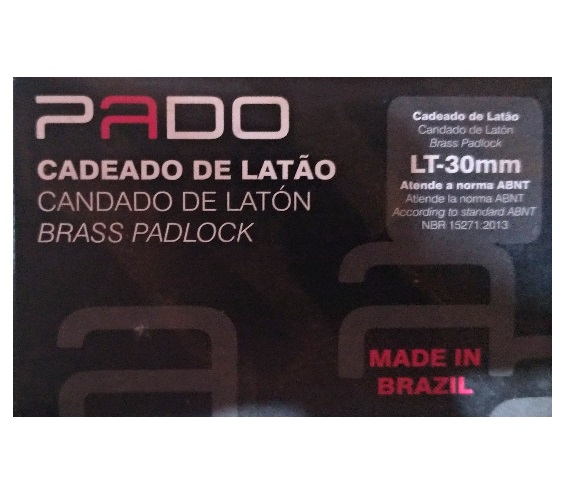 PADO
CADEADO DE LATÃO
CANDADO DE LATÓN
BRASS PADLOCK
Cadeado de Latão
Candado de Latón
Brass Padlock
LT-30mm
Atende a norma ABNT
Atiende la norma ABNT
According to standard ABNT
NBR 15271:2013
MADE IN
BRAZIL